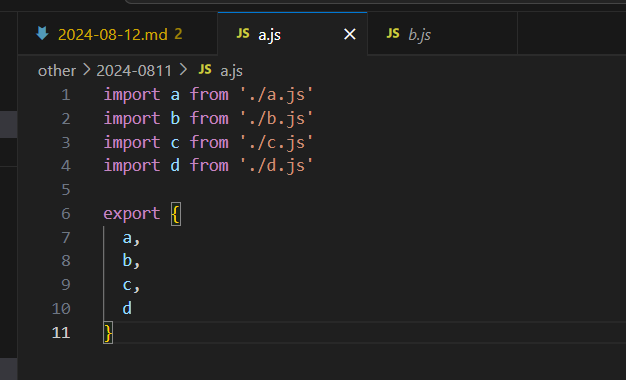 2024-08-12.md 2 JS a.js × JS b.js
other > 2024-0811 > JS a.js
1 import a from './a.js'
2 import b from './b.js'
3 import c from './c.js'
4 import d from './d.js'
5
6 export {
7   a,
8   b,
9   c,
10   d
11 }